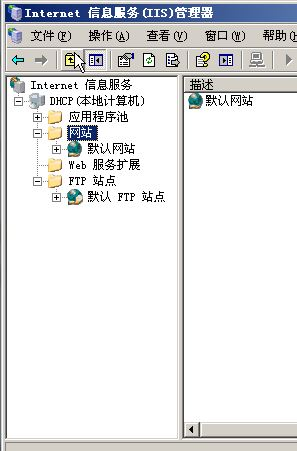 Internet 信息服务(IIS)管理器
文件(F) 操作(A) 查看(V) 窗口(W) 帮助(H
Internet 信息服务
DHCP(本地计算机)
应用程序池
网站
默认网站
Web 服务扩展
FTP 站点
默认 FTP 站点
描述
默认网站